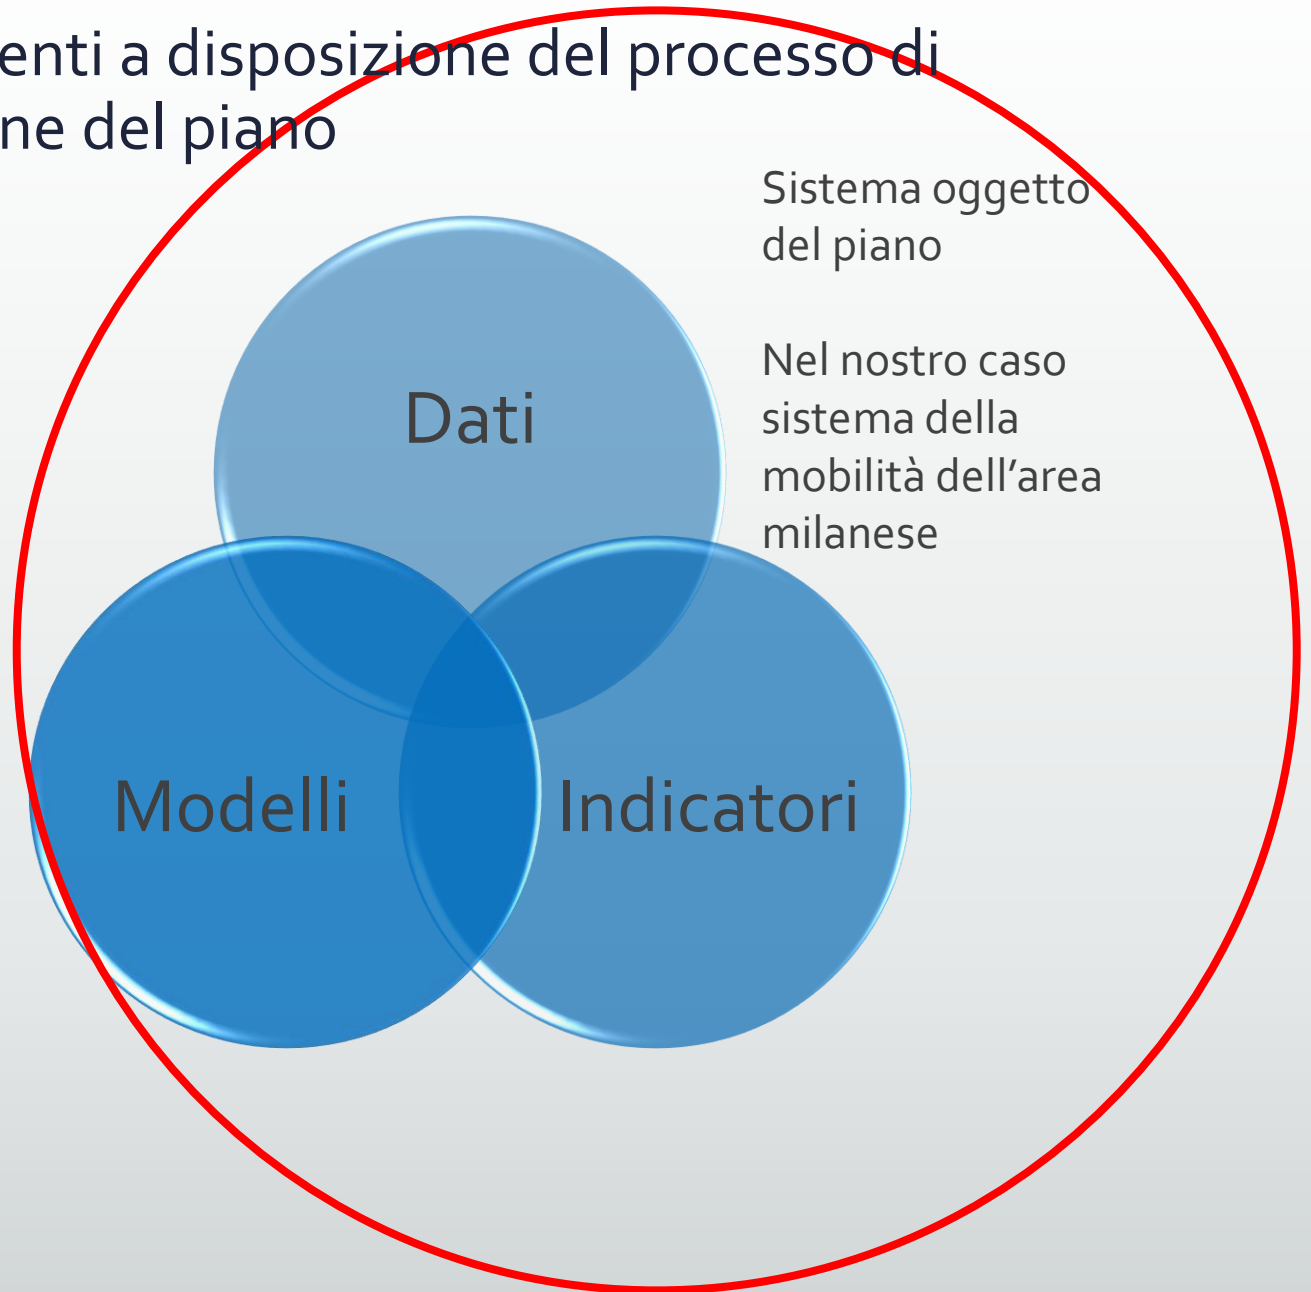 enti a disposizione del processo di
ne del piano
Sistema oggetto
del piano
Nel nostro caso
sistema della
mobilità dell’area
milanese
Dati
Modelli
Indicatori